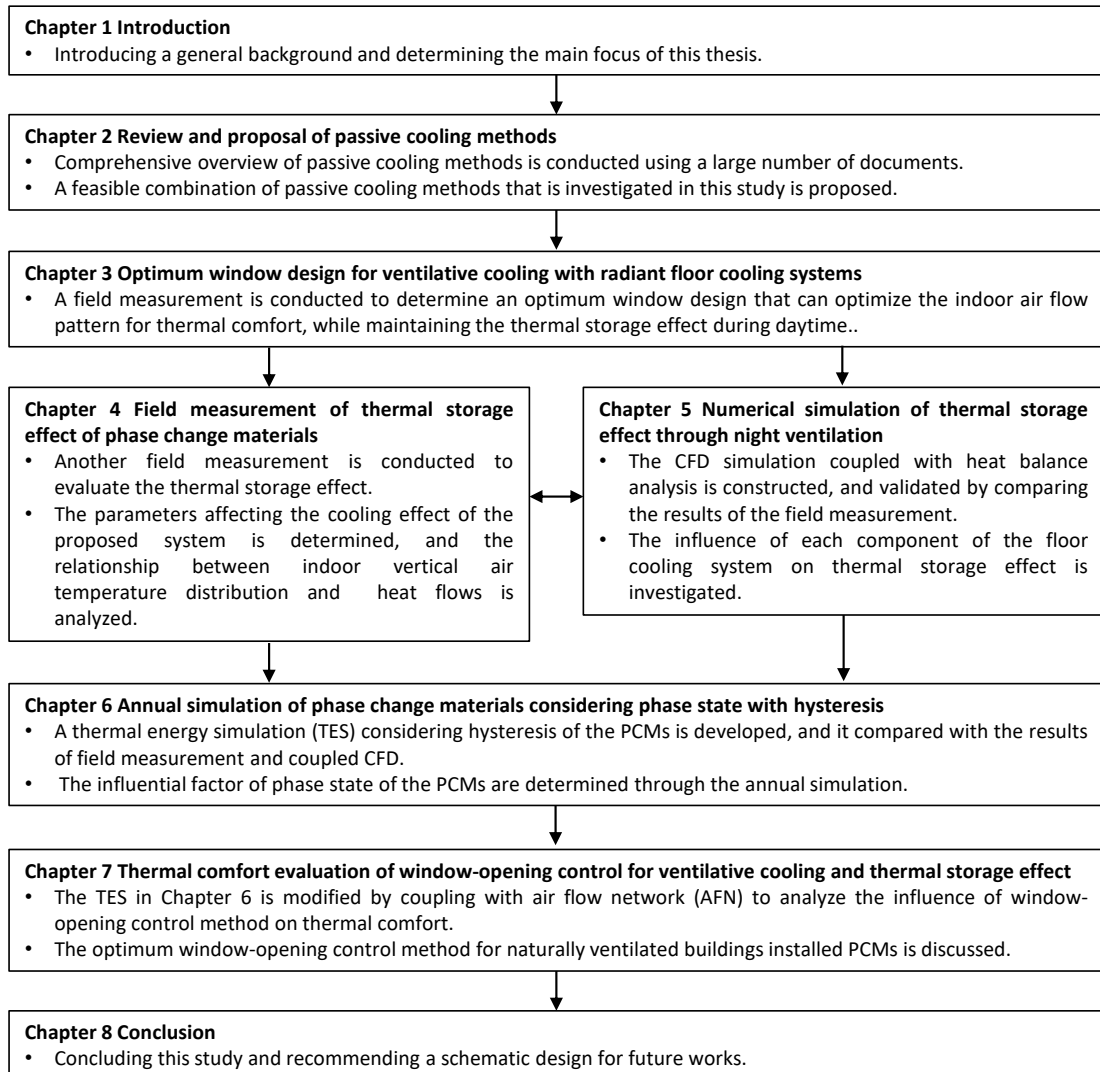 Chapter 1 Introduction
• Introducing a general background and determining the main focus of this thesis.
Chapter 2 Review and proposal of passive cooling methods
• Comprehensive overview of passive cooling methods is conducted using a large number of documents.
• A feasible combination of passive cooling methods that is investigated in this study is proposed.
Chapter 3 Optimum window design for ventilative cooling with radiant floor cooling systems
• A field measurement is conducted to determine an optimum window design that can optimize the indoor air flow
pattern for thermal comfort, while maintaining the thermal storage effect during daytime..
Chapter 4 Field measurement of thermal storage
effect of phase change materials
• Another field measurement is conducted to
evaluate the thermal storage effect.
• The parameters affecting the cooling effect of the
proposed system is determined, and the
relationship between indoor vertical air
temperature distribution and heat flows is
analyzed.
Chapter 5 Numerical simulation of thermal storage
effect through night ventilation
• The CFD simulation coupled with heat balance
analysis is constructed, and validated by comparing
the results of the field measurement.
• The influence of each component of the floor
cooling system on thermal storage effect is
investigated.
Chapter 6 Annual simulation of phase change materials considering phase state with hysteresis
• A thermal energy simulation (TES) considering hysteresis of the PCMs is developed, and it compared with the results
of field measurement and coupled CFD.
• The influential factor of phase state of the PCMs are determined through the annual simulation.
Chapter 7 Thermal comfort evaluation of window-opening control for ventilative cooling and thermal storage effect
• The TES in Chapter 6 is modified by coupling with air flow network (AFN) to analyze the influence of window-
opening control method on thermal comfort.
• The optimum window-opening control method for naturally ventilated buildings installed PCMs is discussed.
Chapter 8 Conclusion
• Concluding this study and recommending a schematic design for future works.